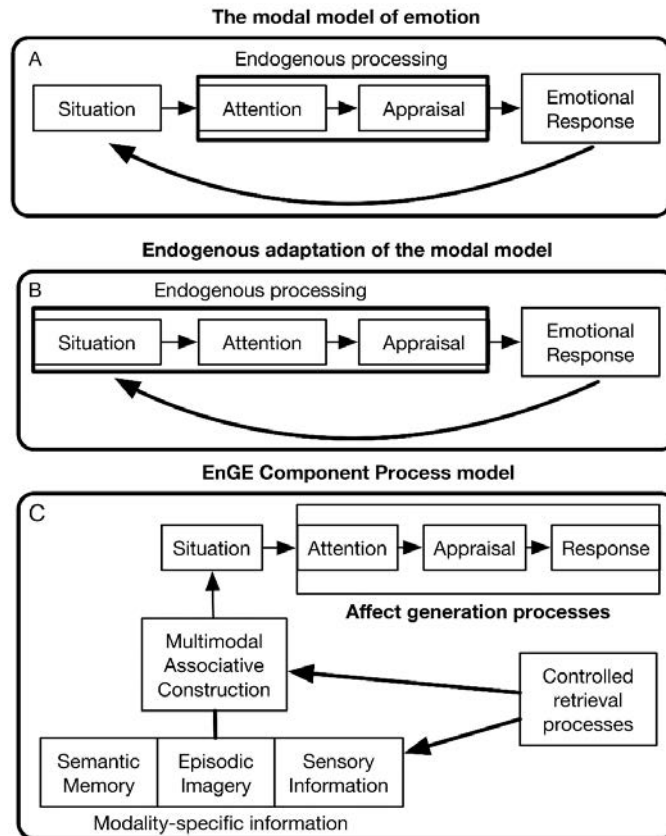 The modal model of emotion
A
Endogenous processing
Situation
Attention
Appraisal
Emotional
Response
Endogenous adaptation of the modal model
B
Endogenous processing
Situation
Attention
Appraisal
Emotional
Response
EnGE Component Process model
C
Situation
Attention
Appraisal
Response
Affect generation processes
Multimodal
Associative
Construction
Controlled
retrieval
processes
Semantic
Memory
Episodic
Imagery
Sensory
Information
Modality-specific information